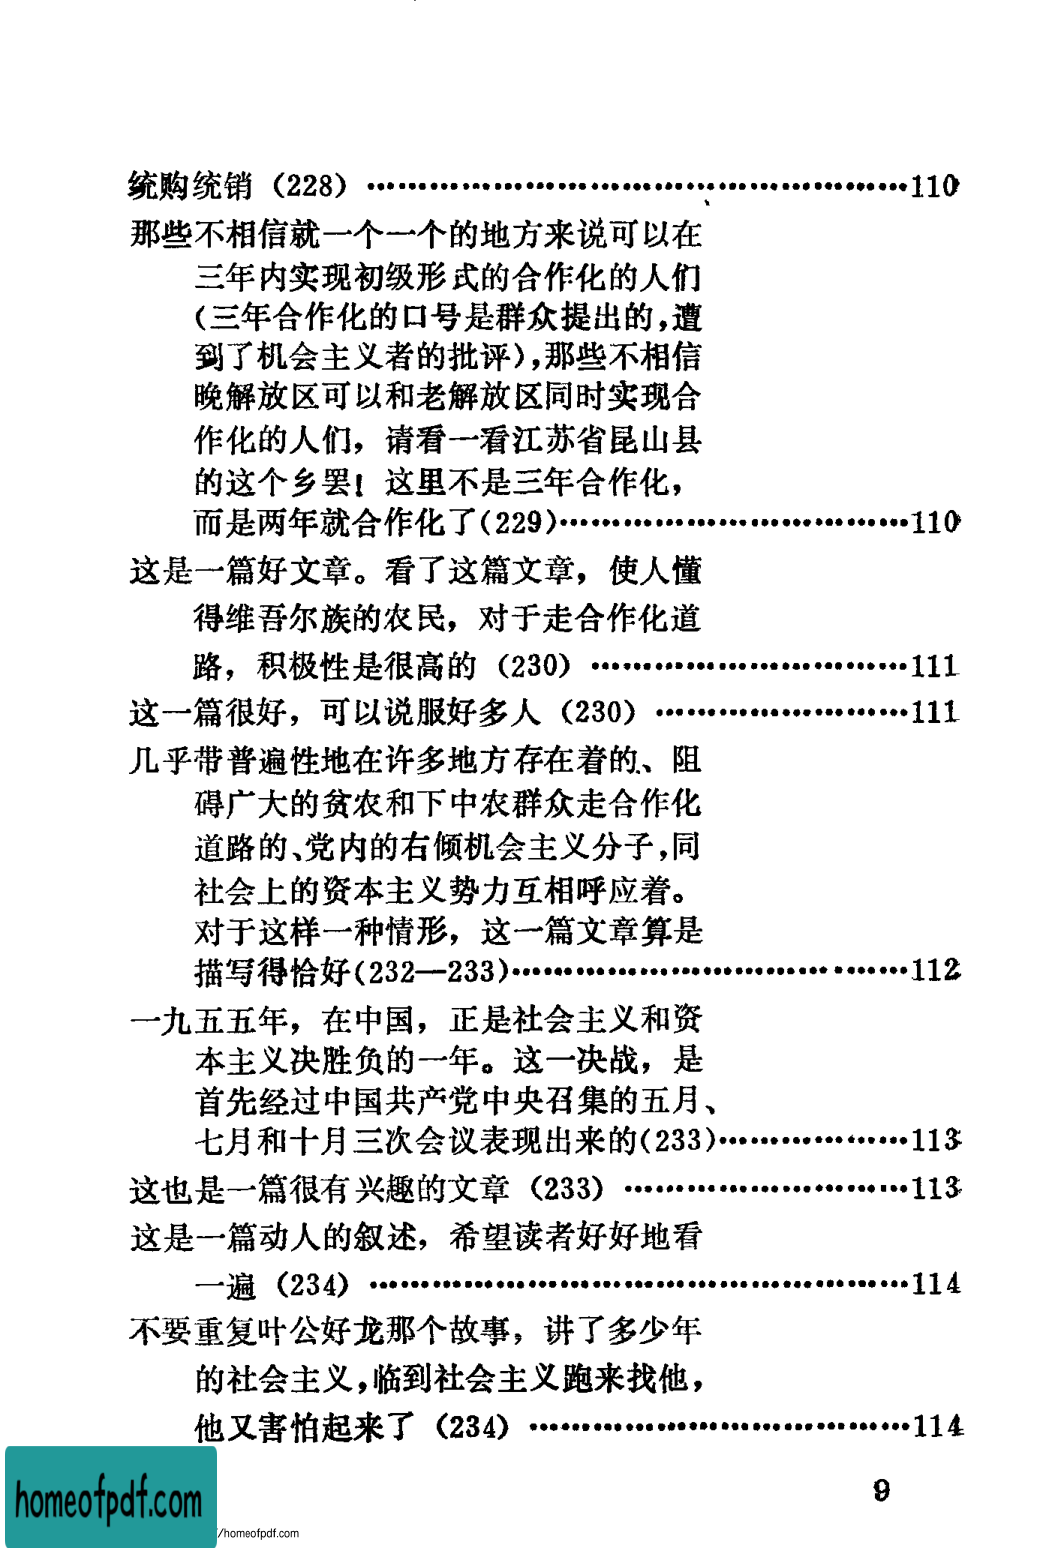 统购统销（228）……………………………………………110
那些不相信就一个一个的地方来说可以在
三年内实现初级形式的合作化的人们
（三年合作化的口号是群众提出的，遭
到了机会主义者的批评），那些不相信
晚解放区可以和老解放区同时实现合
作化的人们，请看一看江苏省昆山县
的这个乡罢！这里不是三年合作化，
而是两年就合作化了（229）……………………………110
这是一篇好文章。看了这篇文章，使人懂
得维吾尔族的农民，对于走合作化道
路，积极性是很高的（230）…………………………111
这一篇很好，可以说服好多人（230）……………………111
几乎带普遍性地在许多地方存在着的、阻
碍广大的贫农和下中农群众走合作化
道路的、党内的右倾机会主义分子，同
社会上的资本主义势力互相呼应着。
对于这样一种情形，这一篇文章算是
描写得恰好（232—233）………………………………112
一九五五年，在中国，正是社会主义和资
本主义决胜负的一年。这一决战，是
首先经过中国共产党中央召集的五月、
七月和十月三次会议表现出来的（233）………………113
这也是一篇很有兴趣的文章（233）………………………113
这是一篇动人的叙述，希望读者好好地看
一遍（234）……………………………………………114
不要重复叶公好龙那个故事，讲了多少年
的社会主义，临到社会主义跑来找他，
他又害怕起来了（234）………………………………114
9
homeofpdf.com
//homeofpdf.com